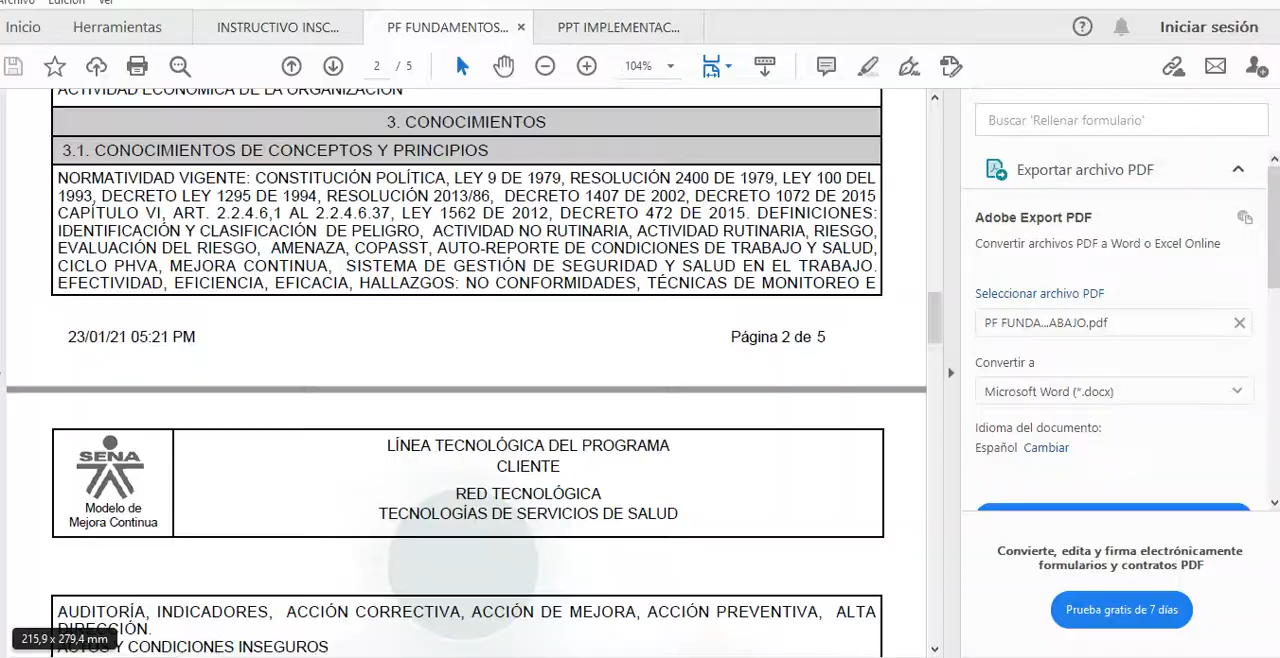 Archivo Edición Ver
Inicio Herramientas INSTRUCTIVO INSC... PF FUNDAMENTOS... × PPT IMPLEMENTAC... Iniciar sesión
2 / 5 104%
ACTIVIDAD ECONÓMICA DE LA ORGANIZACIÓN
3. CONOCIMIENTOS
3.1. CONOCIMIENTOS DE CONCEPTOS Y PRINCIPIOS
NORMATIVIDAD VIGENTE: CONSTITUCIÓN POLÍTICA, LEY 9 DE 1979, RESOLUCIÓN 2400 DE 1979, LEY 100 DEL
1993, DECRETO LEY 1295 DE 1994, RESOLUCIÓN 2013/86, DECRETO 1407 DE 2002, DECRETO 1072 DE 2015
CAPÍTULO VI, ART. 2.2.4.6,1 AL 2.2.4.6.37, LEY 1562 DE 2012, DECRETO 472 DE 2015. DEFINICIONES:
IDENTIFICACIÓN Y CLASIFICACIÓN DE PELIGRO, ACTIVIDAD NO RUTINARIA, ACTIVIDAD RUTINARIA, RIESGO,
EVALUACIÓN DEL RIESGO, AMENAZA, COPASST, AUTO-REPORTE DE CONDICIONES DE TRABAJO Y SALUD,
CICLO PHVA, MEJORA CONTINUA, SISTEMA DE GESTIÓN DE SEGURIDAD Y SALUD EN EL TRABAJO.
EFECTIVIDAD, EFICIENCIA, EFICACIA, HALLAZGOS: NO CONFORMIDADES, TÉCNICAS DE MONITOREO E
23/01/21 05:21 PM Página 2 de 5
SENA
Modelo de
Mejora Continua
LÍNEA TECNOLÓGICA DEL PROGRAMA
CLIENTE
RED TECNOLÓGICA
TECNOLOGÍAS DE SERVICIOS DE SALUD
AUDITORÍA, INDICADORES, ACCIÓN CORRECTIVA, ACCIÓN DE MEJORA, ACCIÓN PREVENTIVA, ALTA
DIRECCIÓN.
ACTOS Y CONDICIONES INSEGUROS
215,9 x 279,4 mm
Buscar 'Rellenar formulario'
Exportar archivo PDF
Adobe Export PDF
Convertir archivos PDF a Word o Excel Online
Seleccionar archivo PDF
PF FUNDA...ABAJO.pdf
Convertir a
Microsoft Word (*.docx)
Idioma del documento:
Español Cambiar
Convierte, edita y firma electrónicamente
formularios y contratos PDF
Prueba gratis de 7 días